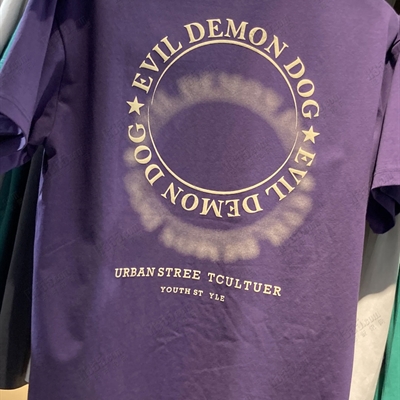 ★ EVIL DEMON DOG ★ EVIL DEMON DOG
URBAN STREE TCULTUER
YOUTH ST YLE